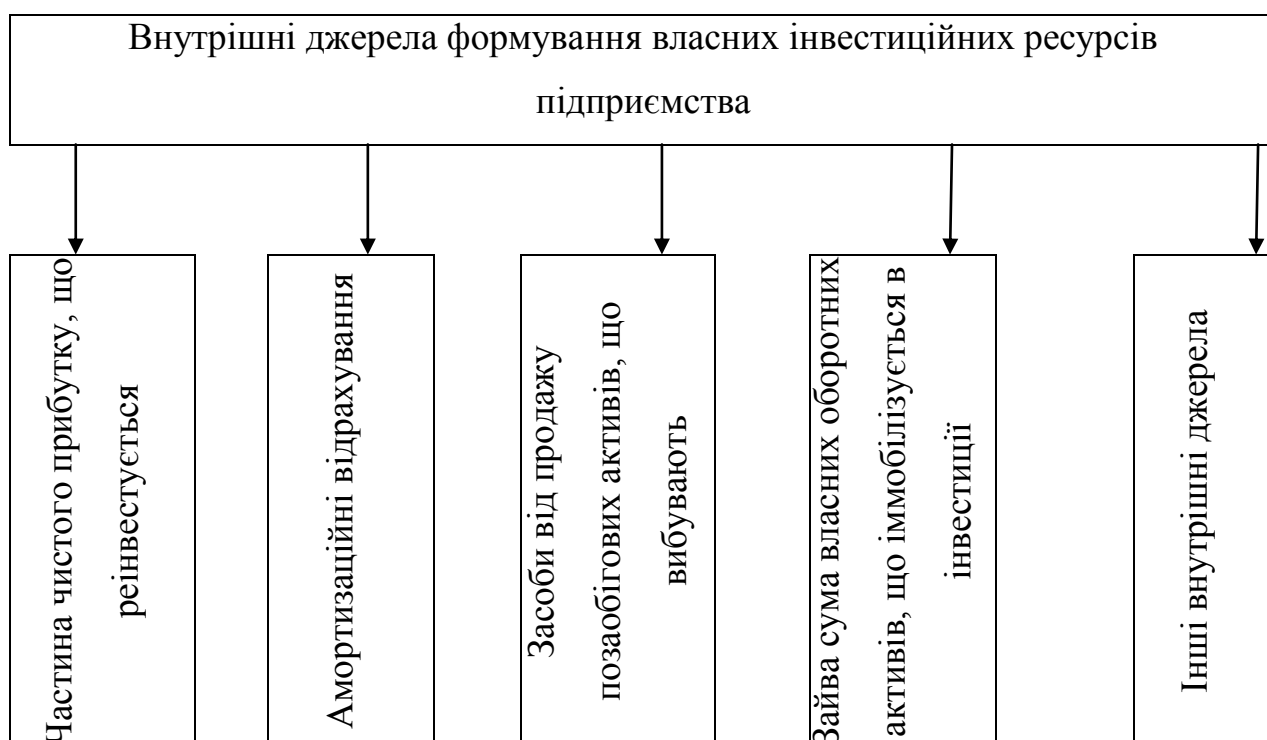 Внутрішні джерела формування власних інвестиційних ресурсів
підприємства
Частина чистого прибутку, що
реінвестується
Амортизаційні відрахування
Засоби від продажу
позаобігових активів, що
вибувають
Зайва сума власних оборотних
активів, що іммобілізується в
інвестиції
Інші внутрішні джерела